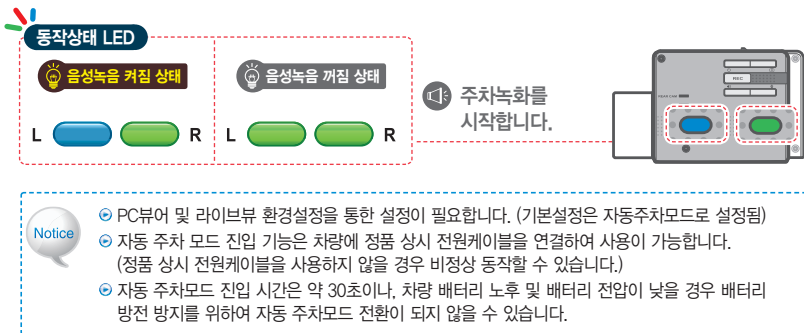 동작상태 LED
음성녹음 켜짐 상태
음성녹음 꺼짐 상태
L R
L R
주차녹화를
시작합니다.
REC
REAR CAM
Notice
PC뷰어 및 라이브뷰 환경설정을 통한 설정이 필요합니다. (기본설정은 자동주차모드로 설정됨)
자동 주차 모드 진입 기능은 차량에 정품 상시 전원케이블을 연결하여 사용이 가능합니다.
(정품 상시 전원케이블을 사용하지 않을 경우 비정상 동작할 수 있습니다.)
자동 주차모드 진입 시간은 약 30초이나, 차량 배터리 노후 및 배터리 전압이 낮을 경우 배터리
방전 방지를 위하여 자동 주차모드 전환이 되지 않을 수 있습니다.